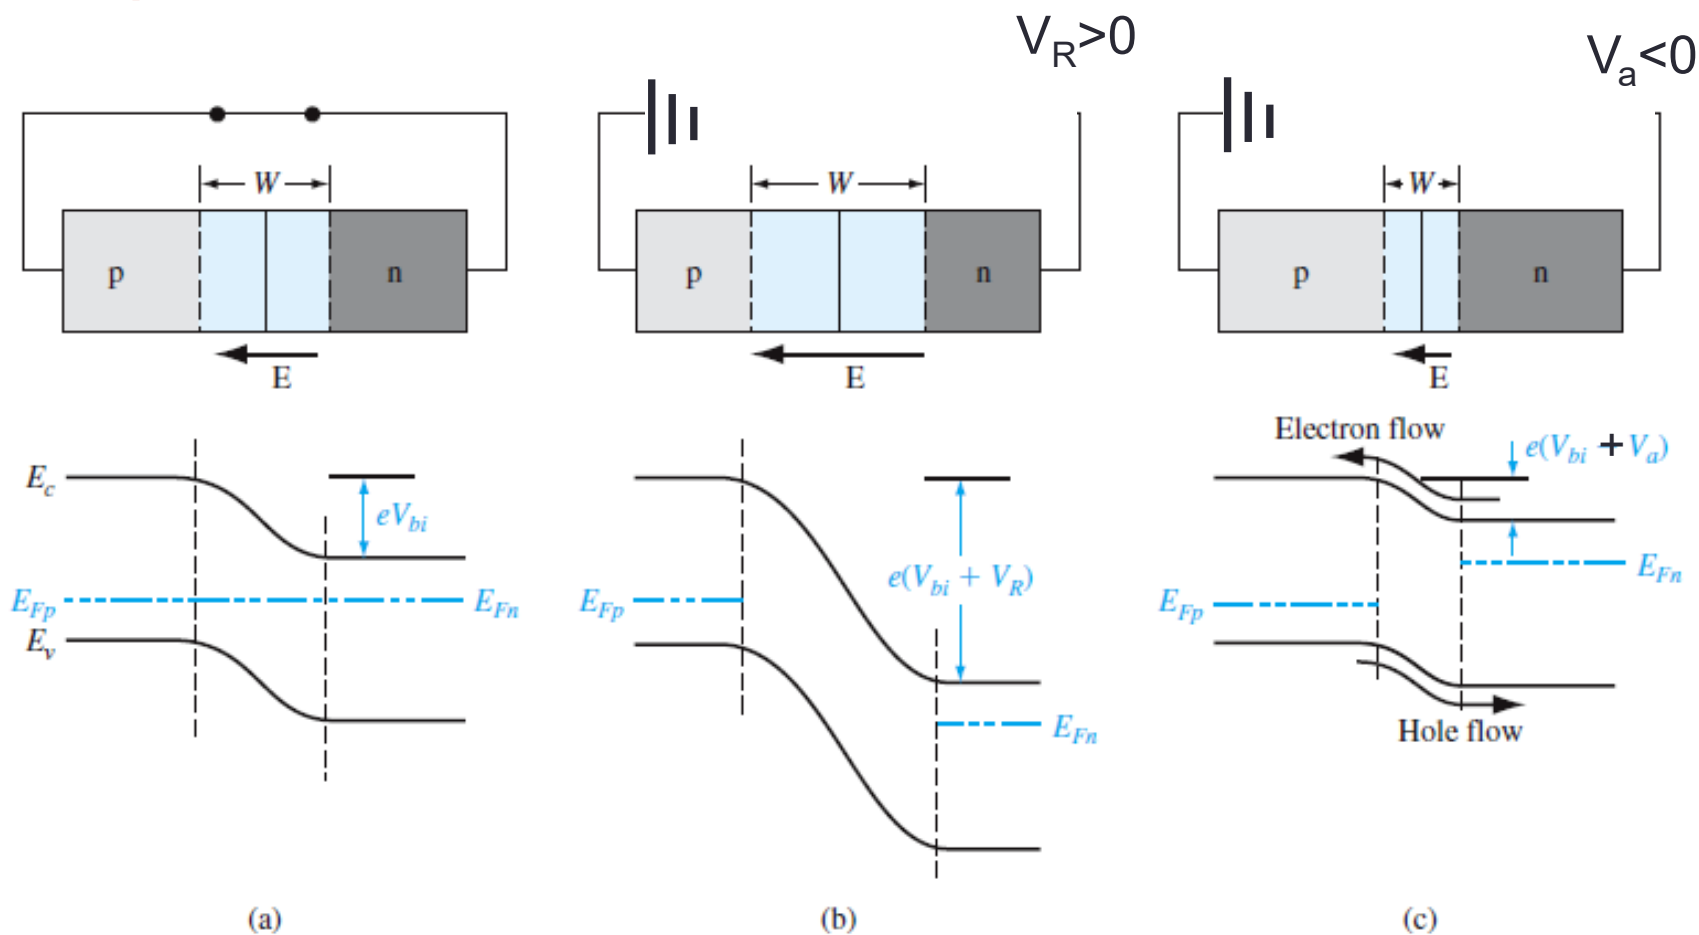 V_R>0
V_a<0
W
W
W
p
n
p
n
p
n
E
E
E
Electron flow
e(V_bi + V_a)
E_c
eV_bi
e(V_bi + V_R)
E_Fn
E_Fp
E_Fn
E_Fp
E_Fp
E_v
E_Fn
Hole flow
(a)
(b)
(c)